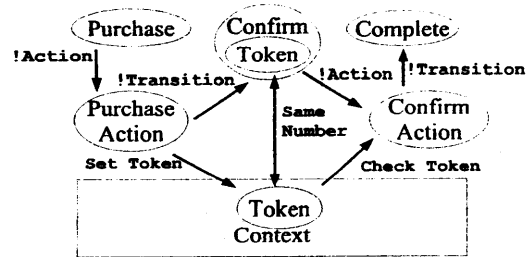 Purchase
Confirm
Token
Complete
!Action
!Transition
!Action
!Transition
Purchase
Action
Same
Number
Confirm
Action
Set Token
Check Token
Token
Context